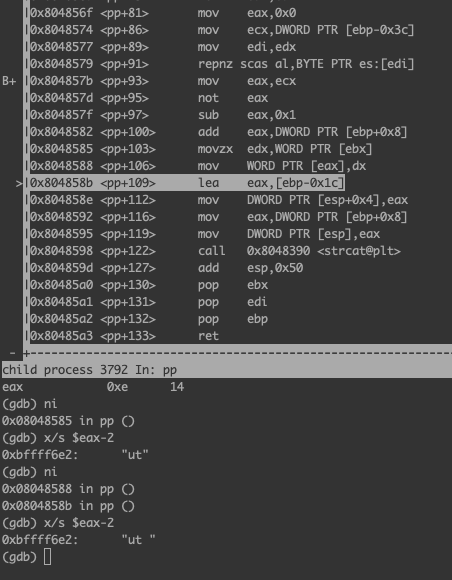 |0x804856f <pp+81> mov eax,0x0
|0x8048574 <pp+86> mov ecx,DWORD PTR [ebp-0x3c]
|0x8048577 <pp+89> mov edi,edx
|0x8048579 <pp+91> repnz scas al,BYTE PTR es:[edi]
B+ |0x804857b <pp+93> mov eax,ecx
|0x804857d <pp+95> not eax
|0x804857f <pp+97> sub eax,0x1
|0x8048582 <pp+100> add eax,DWORD PTR [ebp+0x8]
|0x8048585 <pp+103> movzx edx,WORD PTR [ebx]
|0x8048588 <pp+106> mov WORD PTR [eax],dx
>|0x804858b <pp+109> lea eax,[ebp-0x1c]
|0x804858e <pp+112> mov DWORD PTR [esp+0x4],eax
|0x8048592 <pp+116> mov eax,DWORD PTR [ebp+0x8]
|0x8048595 <pp+119> mov DWORD PTR [esp],eax
|0x8048598 <pp+122> call 0x8048390 <strcat@plt>
|0x804859d <pp+127> add esp,0x50
|0x80485a0 <pp+130> pop ebx
|0x80485a1 <pp+131> pop edi
|0x80485a2 <pp+132> pop ebp
|0x80485a3 <pp+133> ret
child process 3792 In: pp
eax 0xe 14
(gdb) ni
0x08048585 in pp ()
(gdb) x/s $eax-2
0xbffff6e2: "ut"
(gdb) ni
0x08048588 in pp ()
0x0804858b in pp ()
(gdb) x/s $eax-2
0xbffff6e2: "ut "
(gdb)